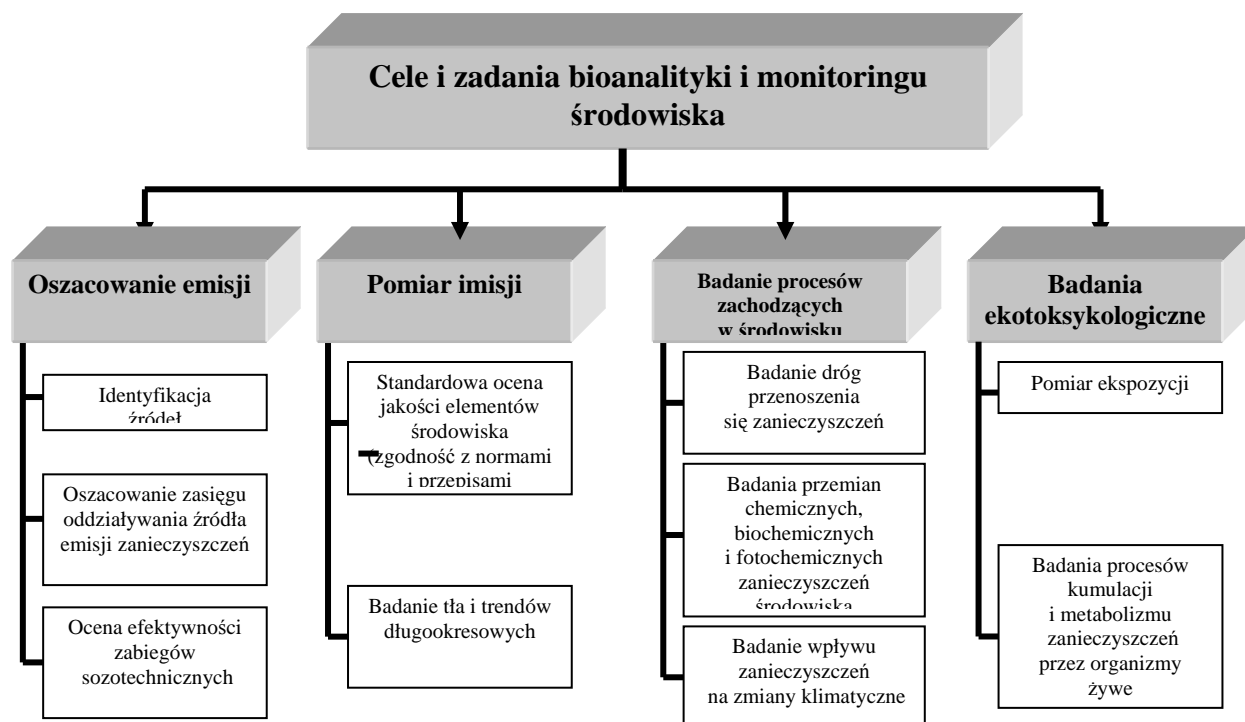 Cele i zadania bioanalityki i monitoringu
środowiska
Oszacowanie emisji
Identyfikacja
źródeł
Oszacowanie zasięgu
oddziaływania źródła
emisji zanieczyszczeń
Ocena efektywności
zabiegów
sozotechnicznych
Pomiar imisji
Standardowa ocena
jakości elementów
środowiska
(zgodność z normami
i przepisami
Badanie tła i trendów
długookresowych
Badanie procesów
zachodzących
w środowisku
Badanie dróg
przenoszenia
się zanieczyszczeń
Badania przemian
chemicznych,
biochemicznych
i fotochemicznych
zanieczyszczeń
środowiska
Badanie wpływu
zanieczyszczeń
na zmiany klimatyczne
Badania
ekotoksykologiczne
Pomiar ekspozycji
Badania procesów
kumulacji
i metabolizmu
zanieczyszczeń
przez organizmy
żywe